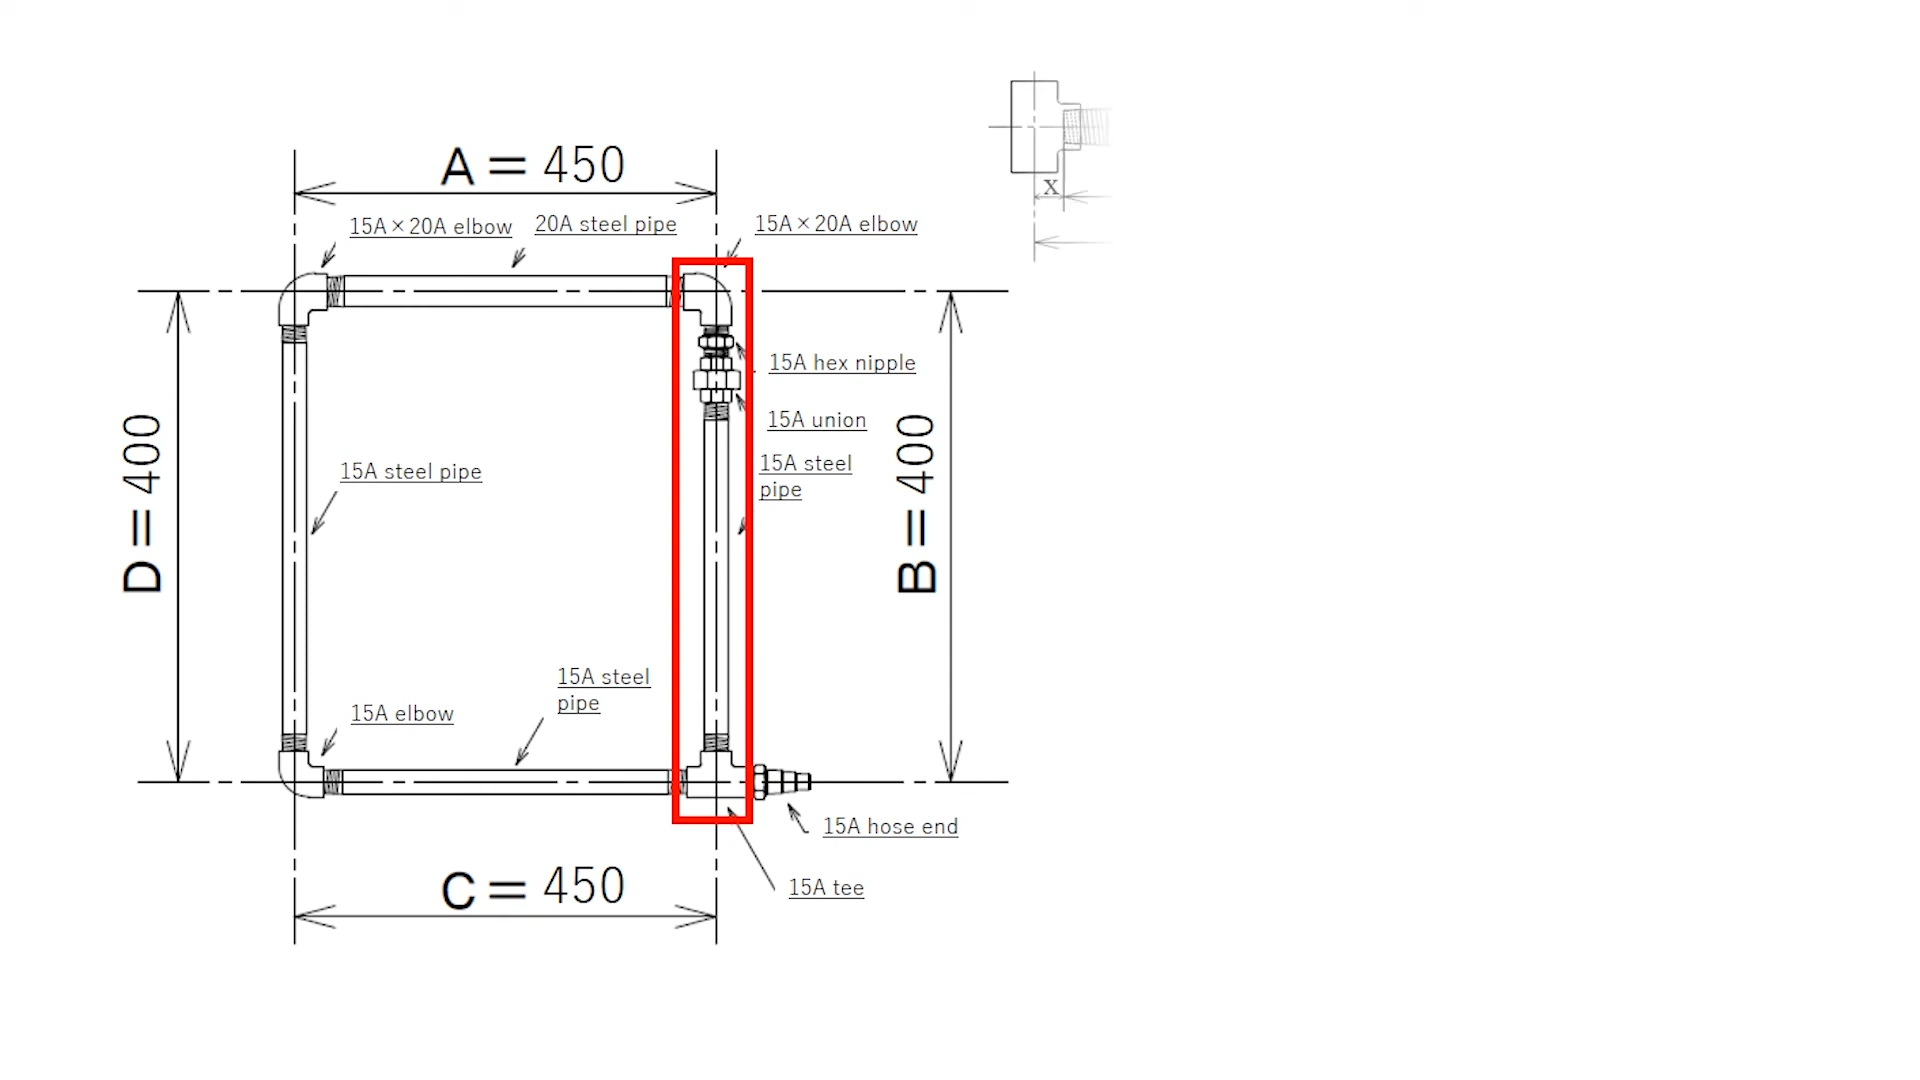 X
A = 450
15A×20A elbow
20A steel pipe
15A×20A elbow
15A hex nipple
15A union
15A steel
pipe
D = 400
B = 400
15A steel pipe
15A steel
pipe
15A elbow
15A hose end
C = 450
15A tee